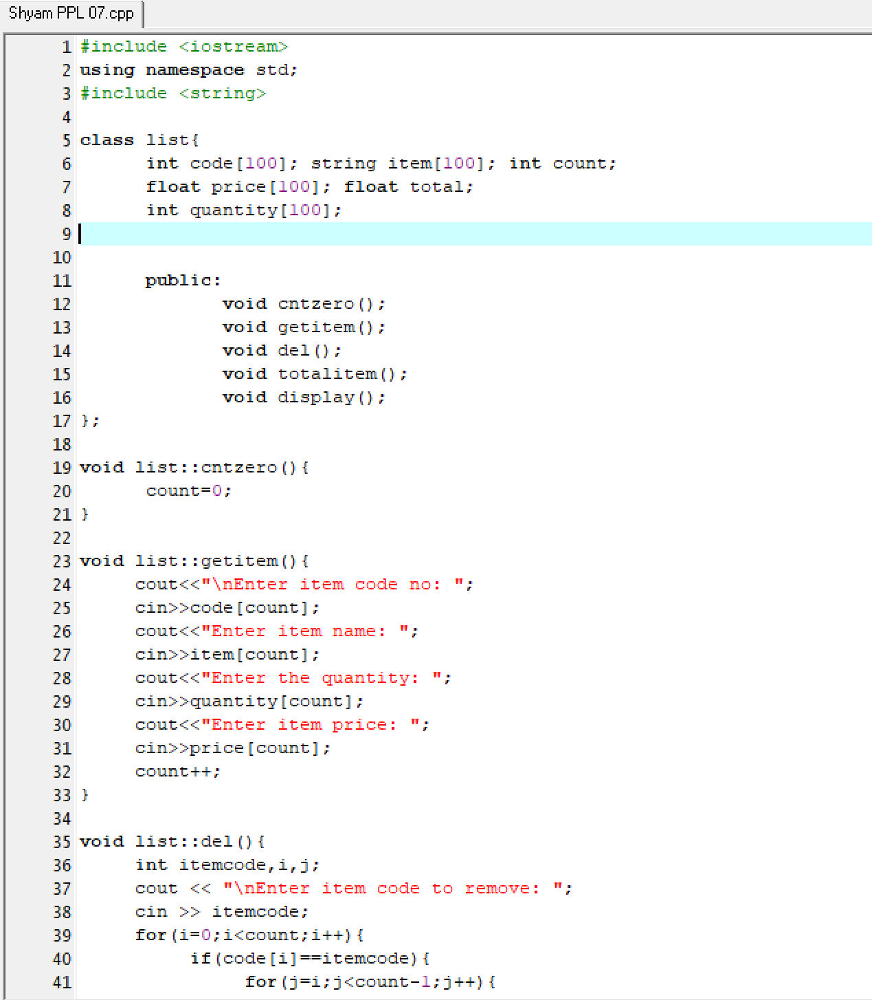 Shyam PPL 07.cpp
1 #include <iostream>
2 using namespace std;
3 #include <string>
4
5 class list{
6 int code[100]; string item[100]; int count;
7 float price[100]; float total;
8 int quantity[100];
9
10
11 public:
12 void cntzero();
13 void getitem();
14 void del();
15 void totalitem();
16 void display();
17 };
18
19 void list::cntzero(){
20 count=0;
21 }
22
23 void list::getitem(){
24 cout<<"\nEnter item code no: ";
25 cin>>code[count];
26 cout<<"Enter item name: ";
27 cin>>item[count];
28 cout<<"Enter the quantity: ";
29 cin>>quantity[count];
30 cout<<"Enter item price: ";
31 cin>>price[count];
32 count++;
33 }
34
35 void list::del(){
36 int itemcode,i,j;
37 cout << "\nEnter item code to remove: ";
38 cin >> itemcode;
39 for(i=0;i<count;i++){
40 if(code[i]==itemcode){
41 for(j=i;j<count-1;j++){